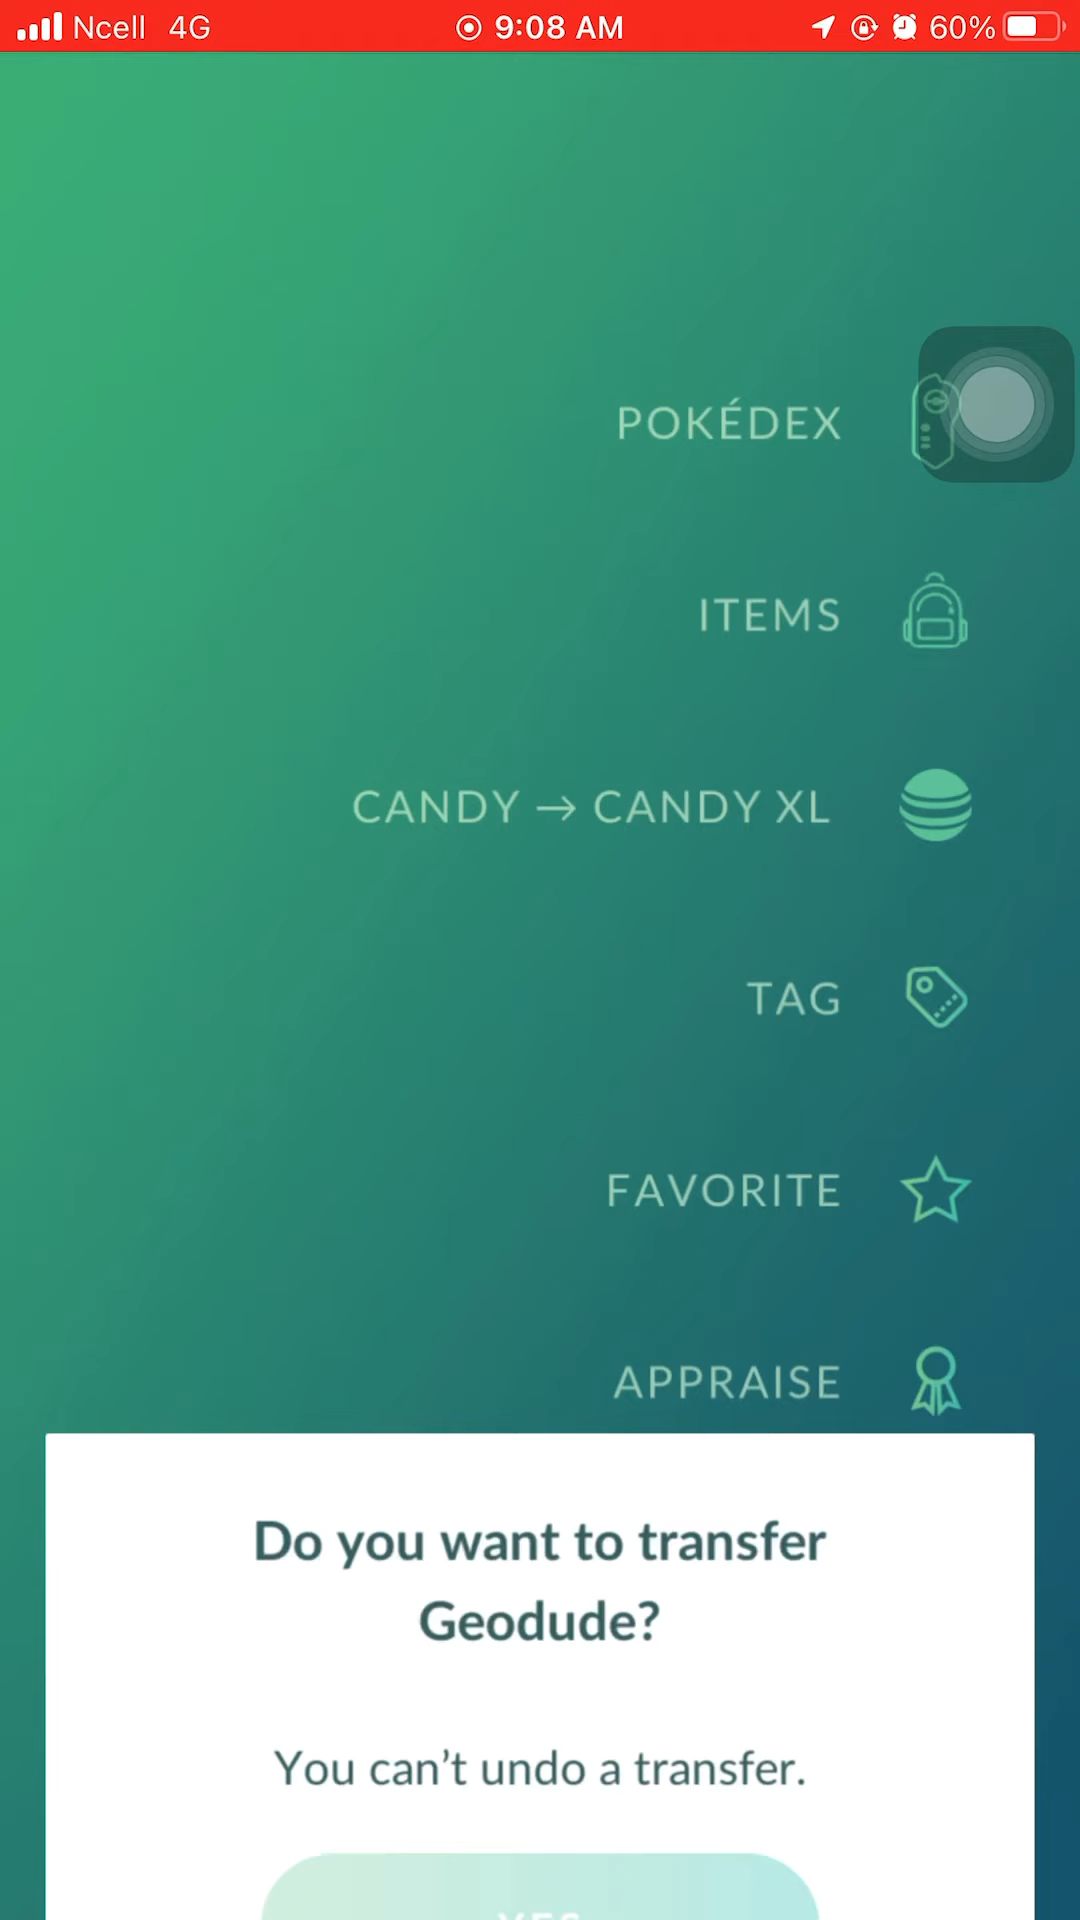 Ncell 4G 9:08 AM 60%
POKÉDEX
ITEMS
CANDY → CANDY XL
TAG
FAVORITE
APPRAISE
Do you want to transfer
Geodude?
You can’t undo a transfer.
YES